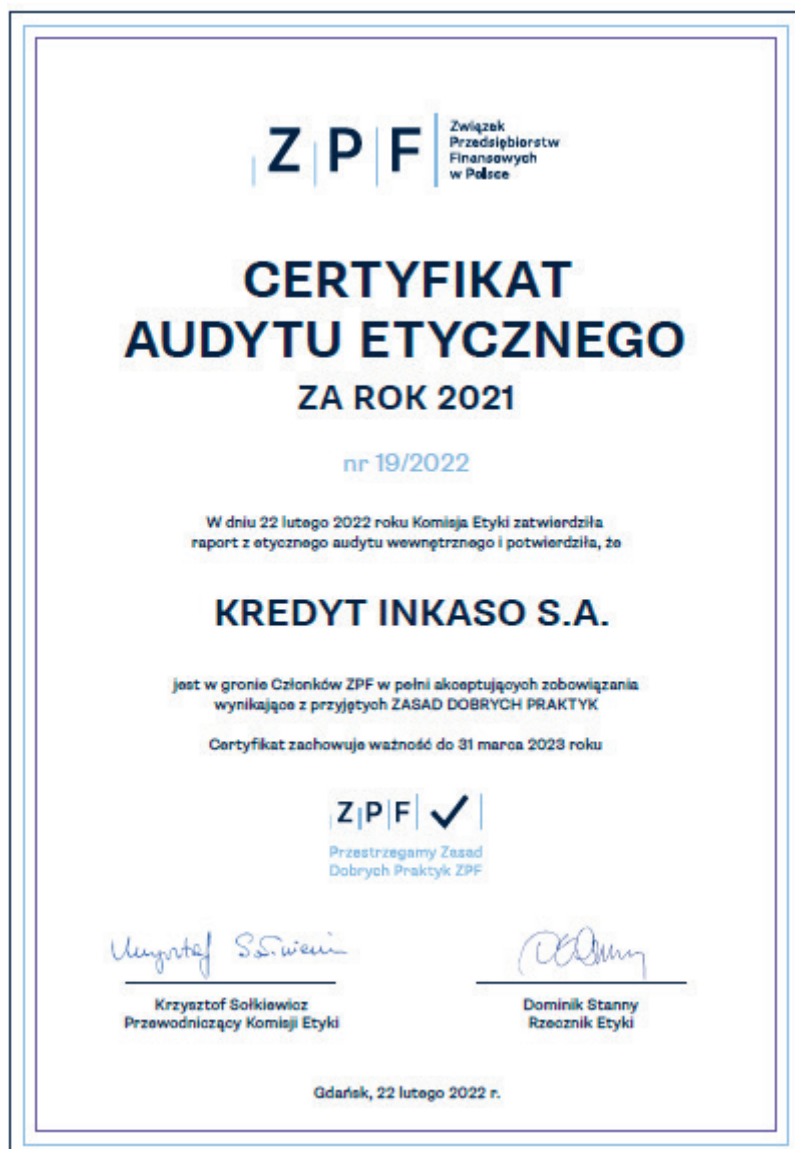 ZPF
Związek
Przedsiębiorstw
Finansowych
w Polsce
CERTYFIKAT
AUDYTU ETYCZNEGO
ZA ROK 2021
nr 19/2022
W dniu 22 lutego 2022 roku Komisja Etyki zatwierdziła
raport z etycznego audytu wewnętrznego i potwierdziła, że
KREDYT INKASO S.A.
jest w gronie Członków ZPF w pełni akceptujących zobowiązania
wynikające z przyjętych ZASAD DOBRYCH PRAKTYK
Certyfikat zachowuje ważność do 31 marca 2023 roku
ZPF
Przestrzegamy Zasad
Dobrych Praktyk ZPF
Krzysztof Sołkiewicz
Przewodniczący Komisji Etyki
Dominik Stanny
Rzecznik Etyki
Gdańsk, 22 lutego 2022 r.